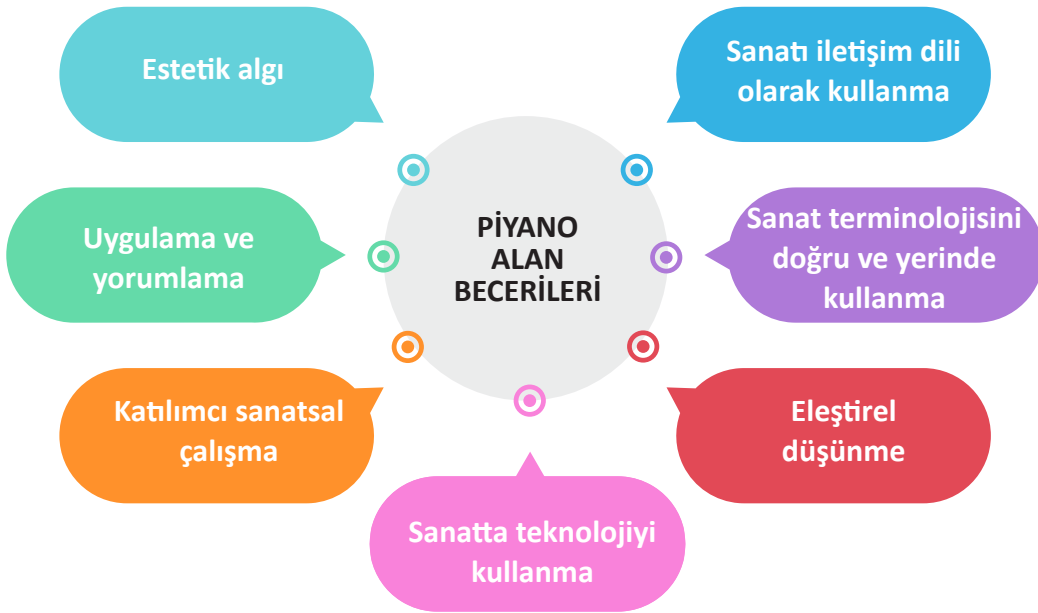 Estetik algı
Sanatı iletişim dili
olarak kullanma
Uygulama ve
yorumlama
PİYANO
ALAN
BECERİLERİ
Sanat terminolojisini
doğru ve yerinde
kullanma
Katılımcı sanatsal
çalışma
Eleştirel
düşünme
Sanatta teknolojiyi
kullanma